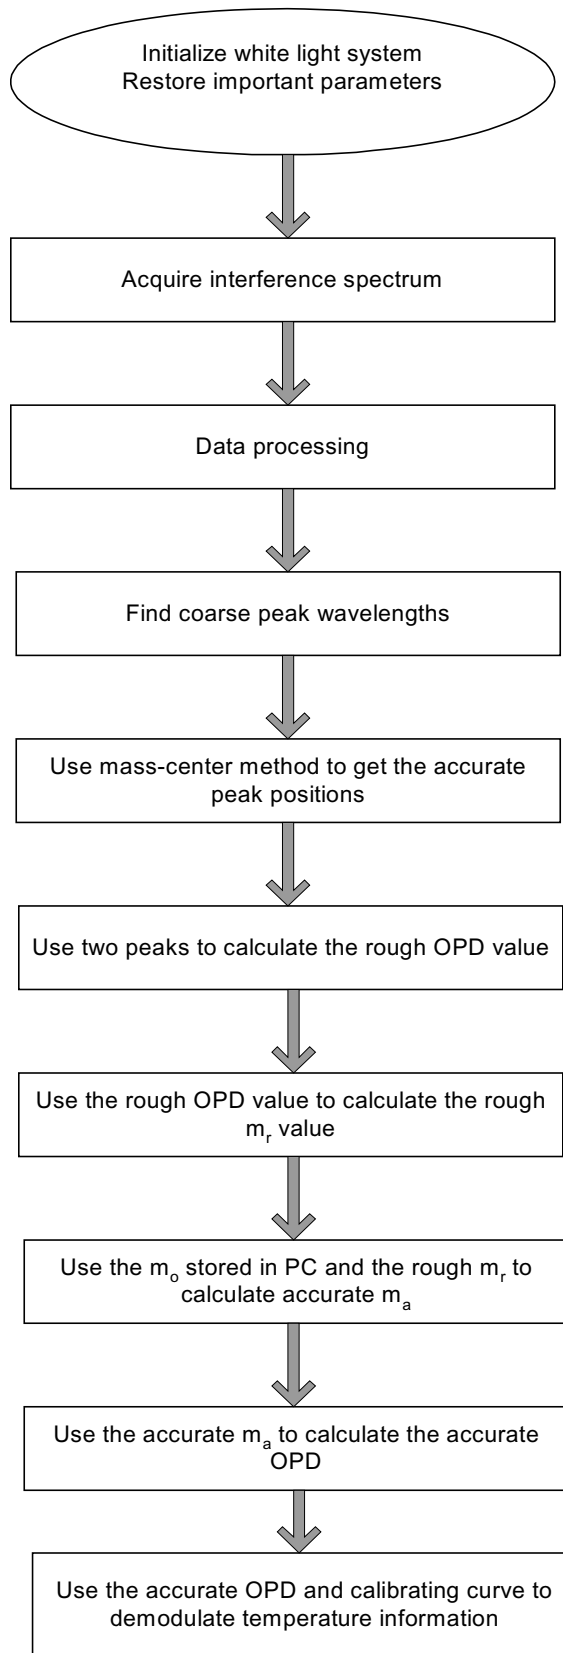 Initialize white light system
Restore important parameters
Acquire interference spectrum
Data processing
Find coarse peak wavelengths
Use mass-center method to get the accurate
peak positions
Use two peaks to calculate the rough OPD value
Use the rough OPD value to calculate the rough
mᵣ value
Use the mₒ stored in PC and the rough mᵣ to
calculate accurate mₐ
Use the accurate mₐ to calculate the accurate
OPD
Use the accurate OPD and calibrating curve to
demodulate temperature information